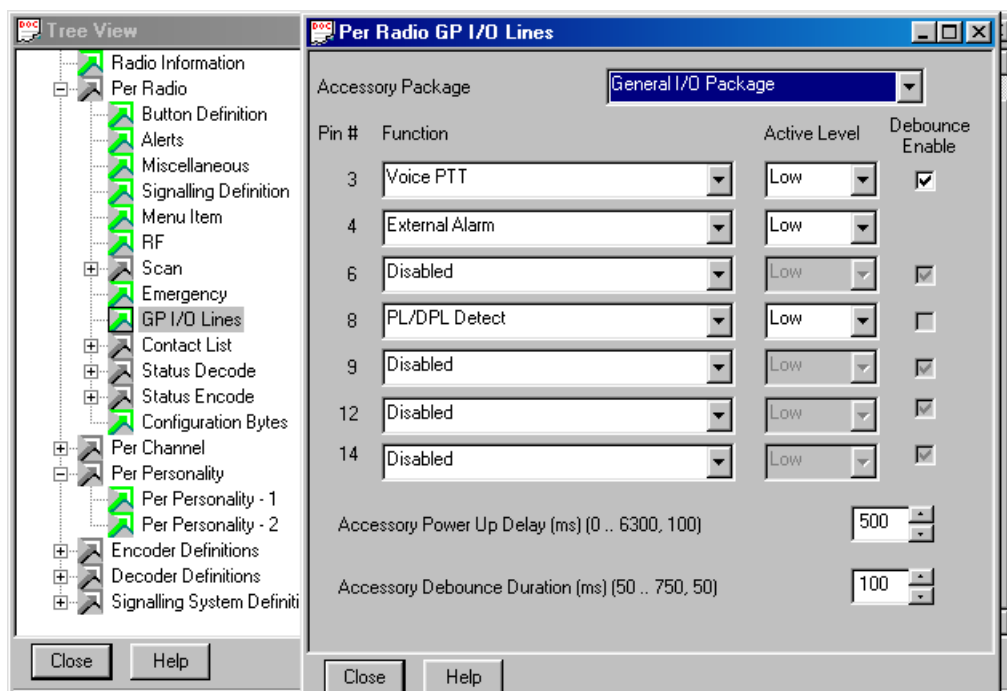 Tree View
Radio Information
Per Radio
Button Definition
Alerts
Miscellaneous
Signalling Definition
Menu Item
RF
Scan
Emergency
GP I/O Lines
Contact List
Status Decode
Status Encode
Configuration Bytes
Per Channel
Per Personality
Per Personality - 1
Per Personality - 2
Encoder Definitions
Decoder Definitions
Signalling System Definiti
Close Help
Per Radio GP I/O Lines
Accessory Package General I/O Package
Pin # Function Active Level Debounce Enable
3 Voice PTT Low
4 External Alarm Low
6 Disabled Low
8 PL/DPL Detect Low
9 Disabled Low
12 Disabled Low
14 Disabled Low
Accessory Power Up Delay (ms) (0 .. 6300, 100) 500
Accessory Debounce Duration (ms) (50 .. 750, 50) 100
Close Help